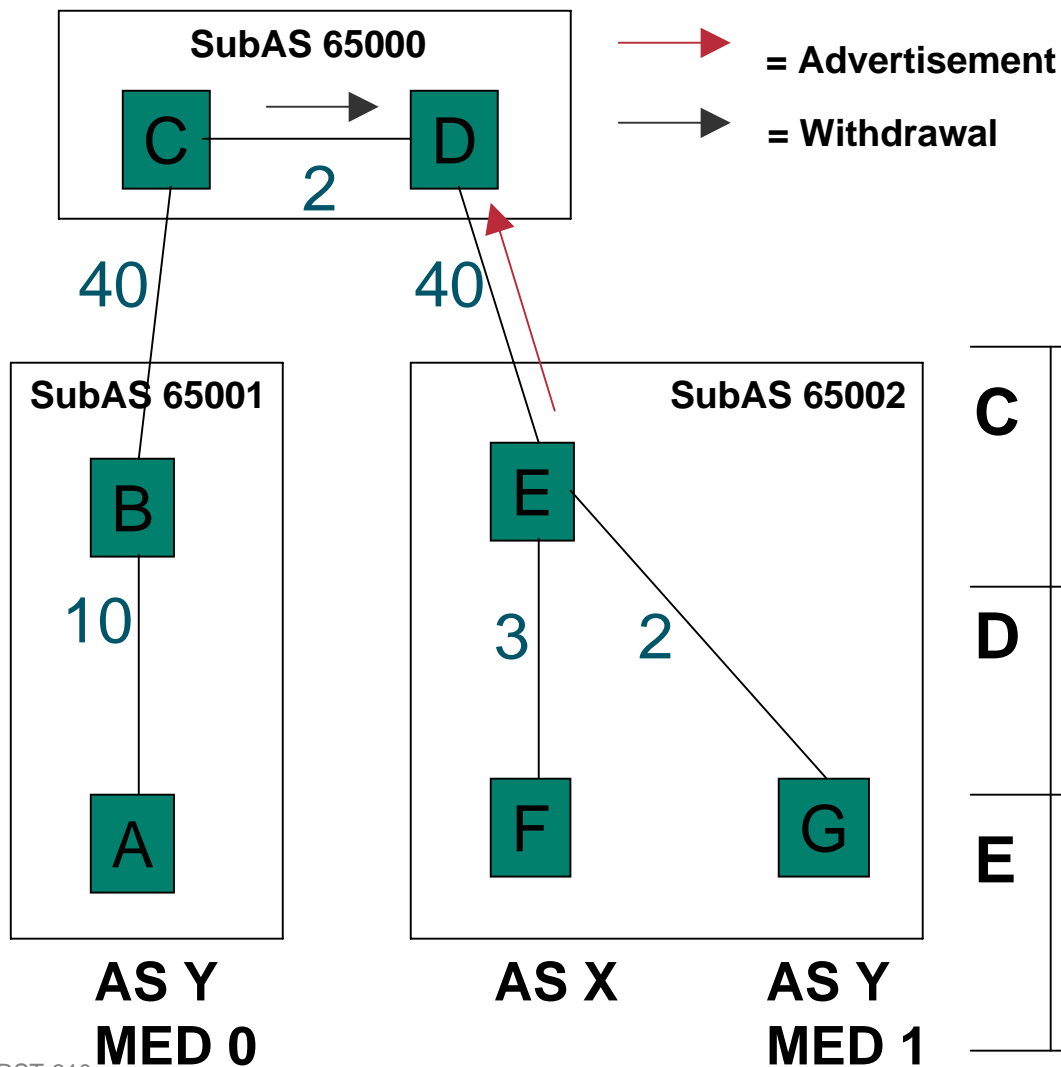 SubAS 65000
= Advertisement
= Withdrawal
C
D
2
40
40
SubAS 65001
SubAS 65002
B
E
10
3
2
A
F
G
C
D
E
AS Y
MED 0
AS X
AS Y
MED 1